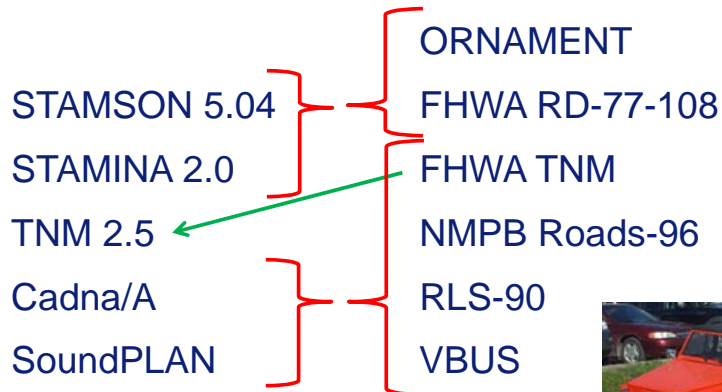 ORNAMENT
STAMSON 5.04 FHWA RD-77-108
STAMINA 2.0 FHWA TNM
TNM 2.5 NMPB Roads-96
Cadna/A RLS-90
SoundPLAN VBUS